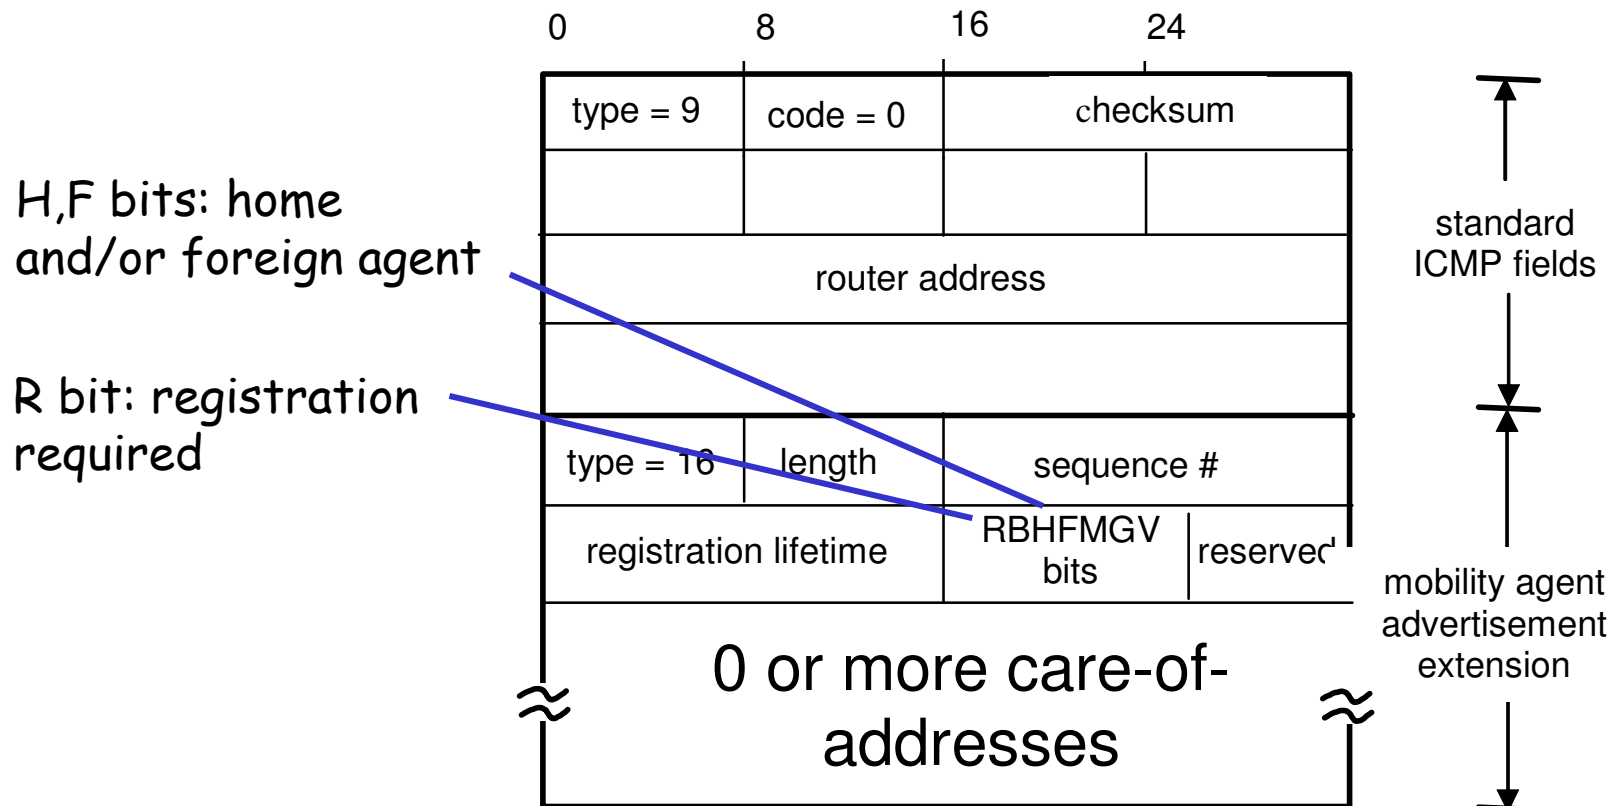 0 8 16 24
type = 9 code = 0 checksum
H,F bits: home
and/or foreign agent
standard
ICMP fields
router address
R bit: registration
required
type = 16 length sequence #
registration lifetime RBHFMGV
bits reserved
mobility agent
advertisement
extension
0 or more care-of-
addresses